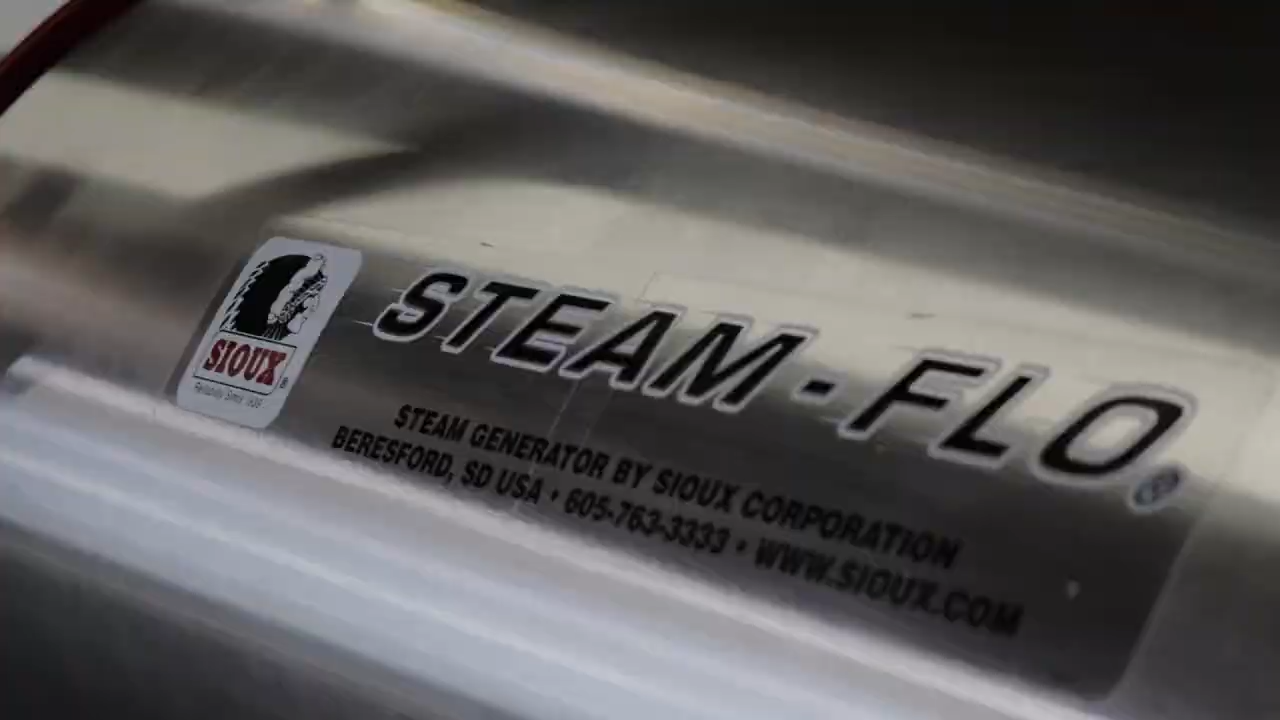 STEAM-FLO®
SIOUX®
STEAM GENERATOR BY SIOUX CORPORATION
BERESFORD, SD USA • 605-763-3333 • WWW.SIOUX.COM